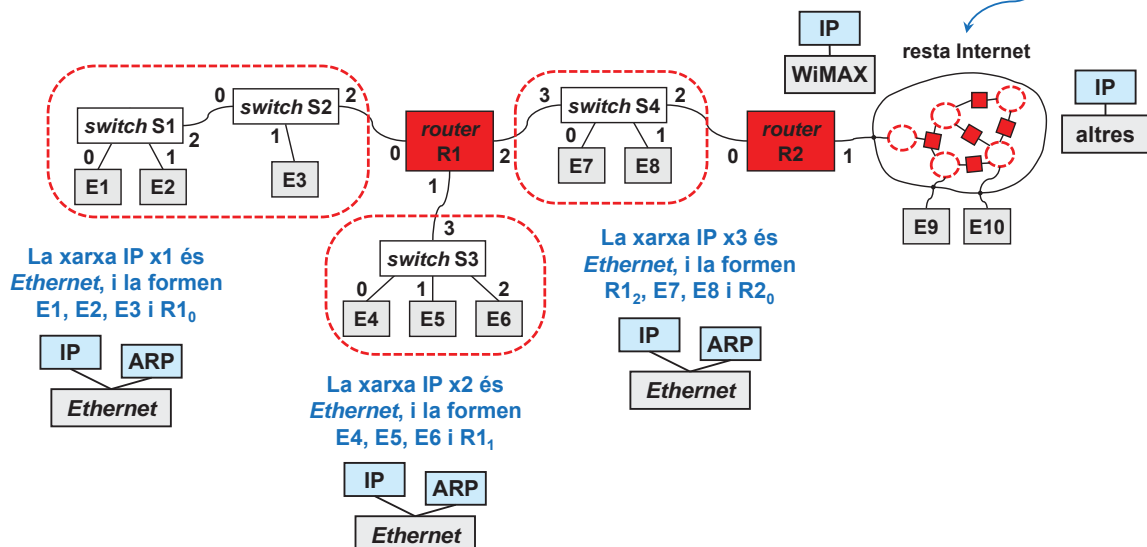 IP
WiMAX
resta Internet
IP
altres
0
switch S2
2
switch S1
2
0
1
1
E1
E2
E3
router
R1
0
2
1
3
switch S4
2
0
1
E7
E8
router
R2
0
1
E9
E10
3
switch S3
0
1
2
E4
E5
E6
La xarxa IP x1 és
Ethernet, i la formen
E1, E2, E3 i R1₀
IP
ARP
Ethernet
La xarxa IP x2 és
Ethernet, i la formen
E4, E5, E6 i R1₁
IP
ARP
Ethernet
La xarxa IP x3 és
Ethernet, i la formen
R1₂, E7, E8 i R2₀
IP
ARP
Ethernet